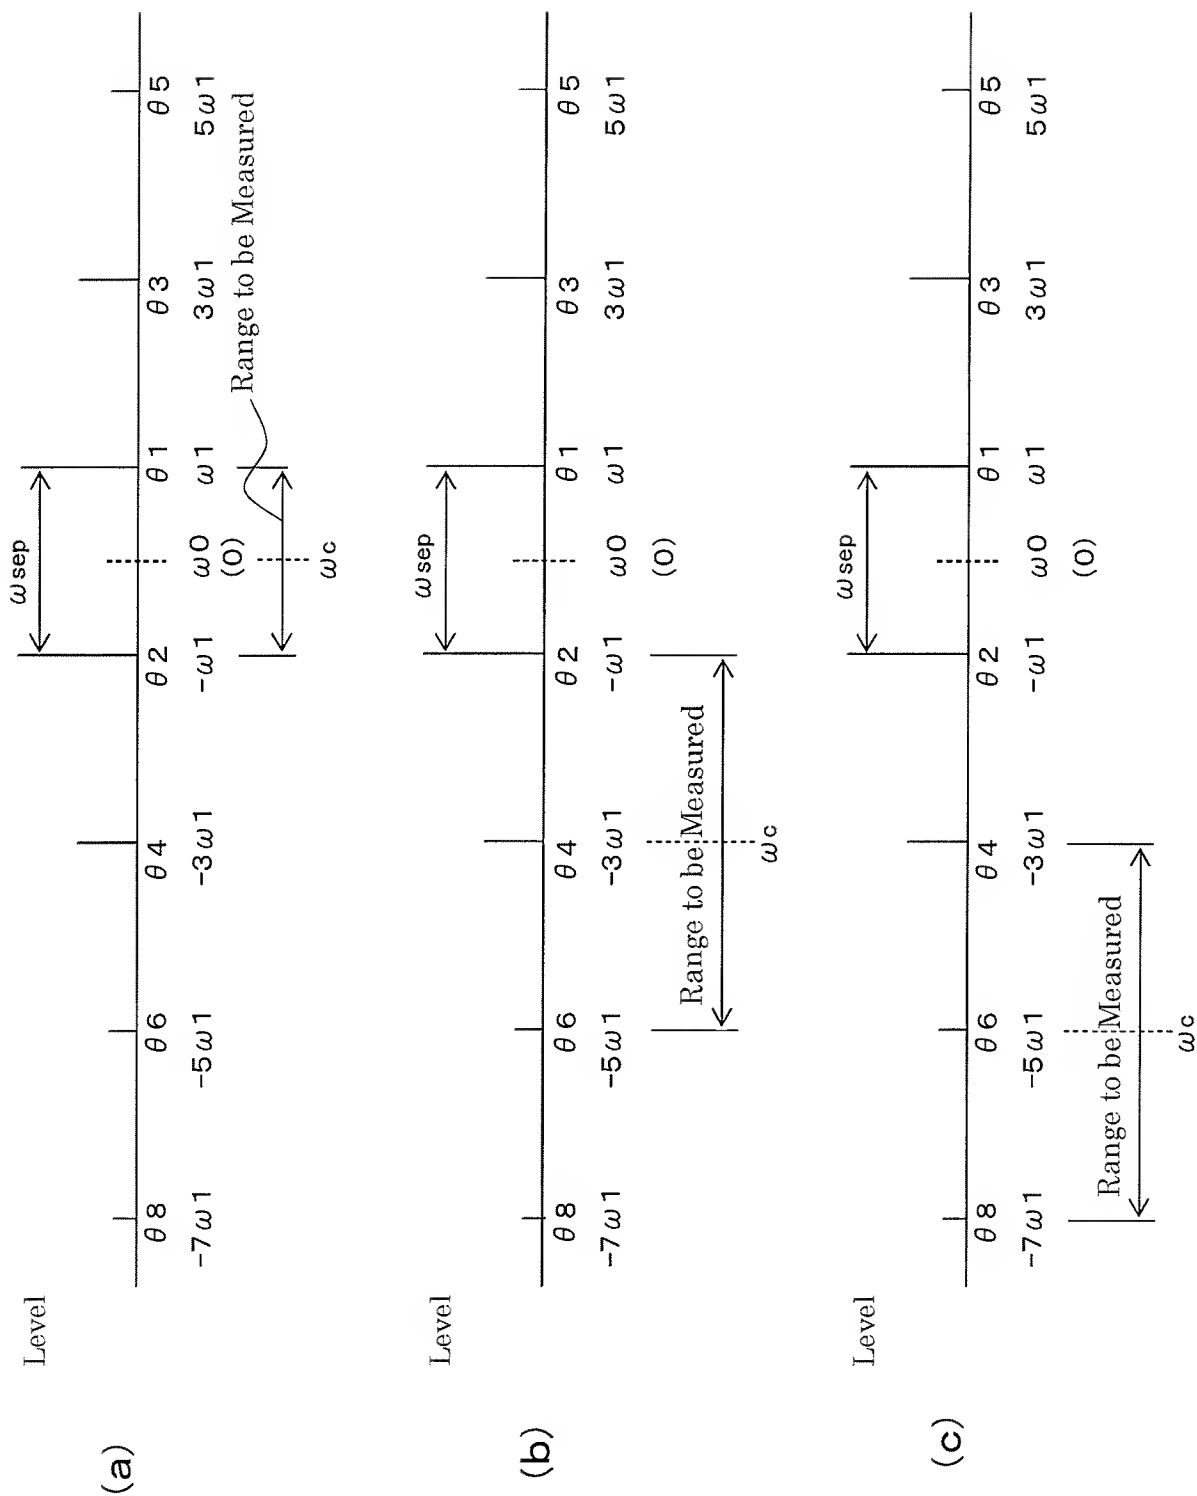 (a)
Level
ωsep
θ8 θ6 θ4 θ2 θ1 θ3 θ5
-7ω1 -5ω1 -3ω1 -ω1 ω0 ω1 3ω1 5ω1
(0)
Range to be Measured
ωc
(b)
Level
ωsep
θ8 θ6 θ4 θ2 θ1 θ3 θ5
-7ω1 -5ω1 -3ω1 -ω1 ω0 ω1 3ω1 5ω1
(0)
Range to be Measured
ωc
(c)
Level
ωsep
θ8 θ6 θ4 θ2 θ1 θ3 θ5
-7ω1 -5ω1 -3ω1 -ω1 ω0 ω1 3ω1 5ω1
(0)
Range to be Measured
ωc